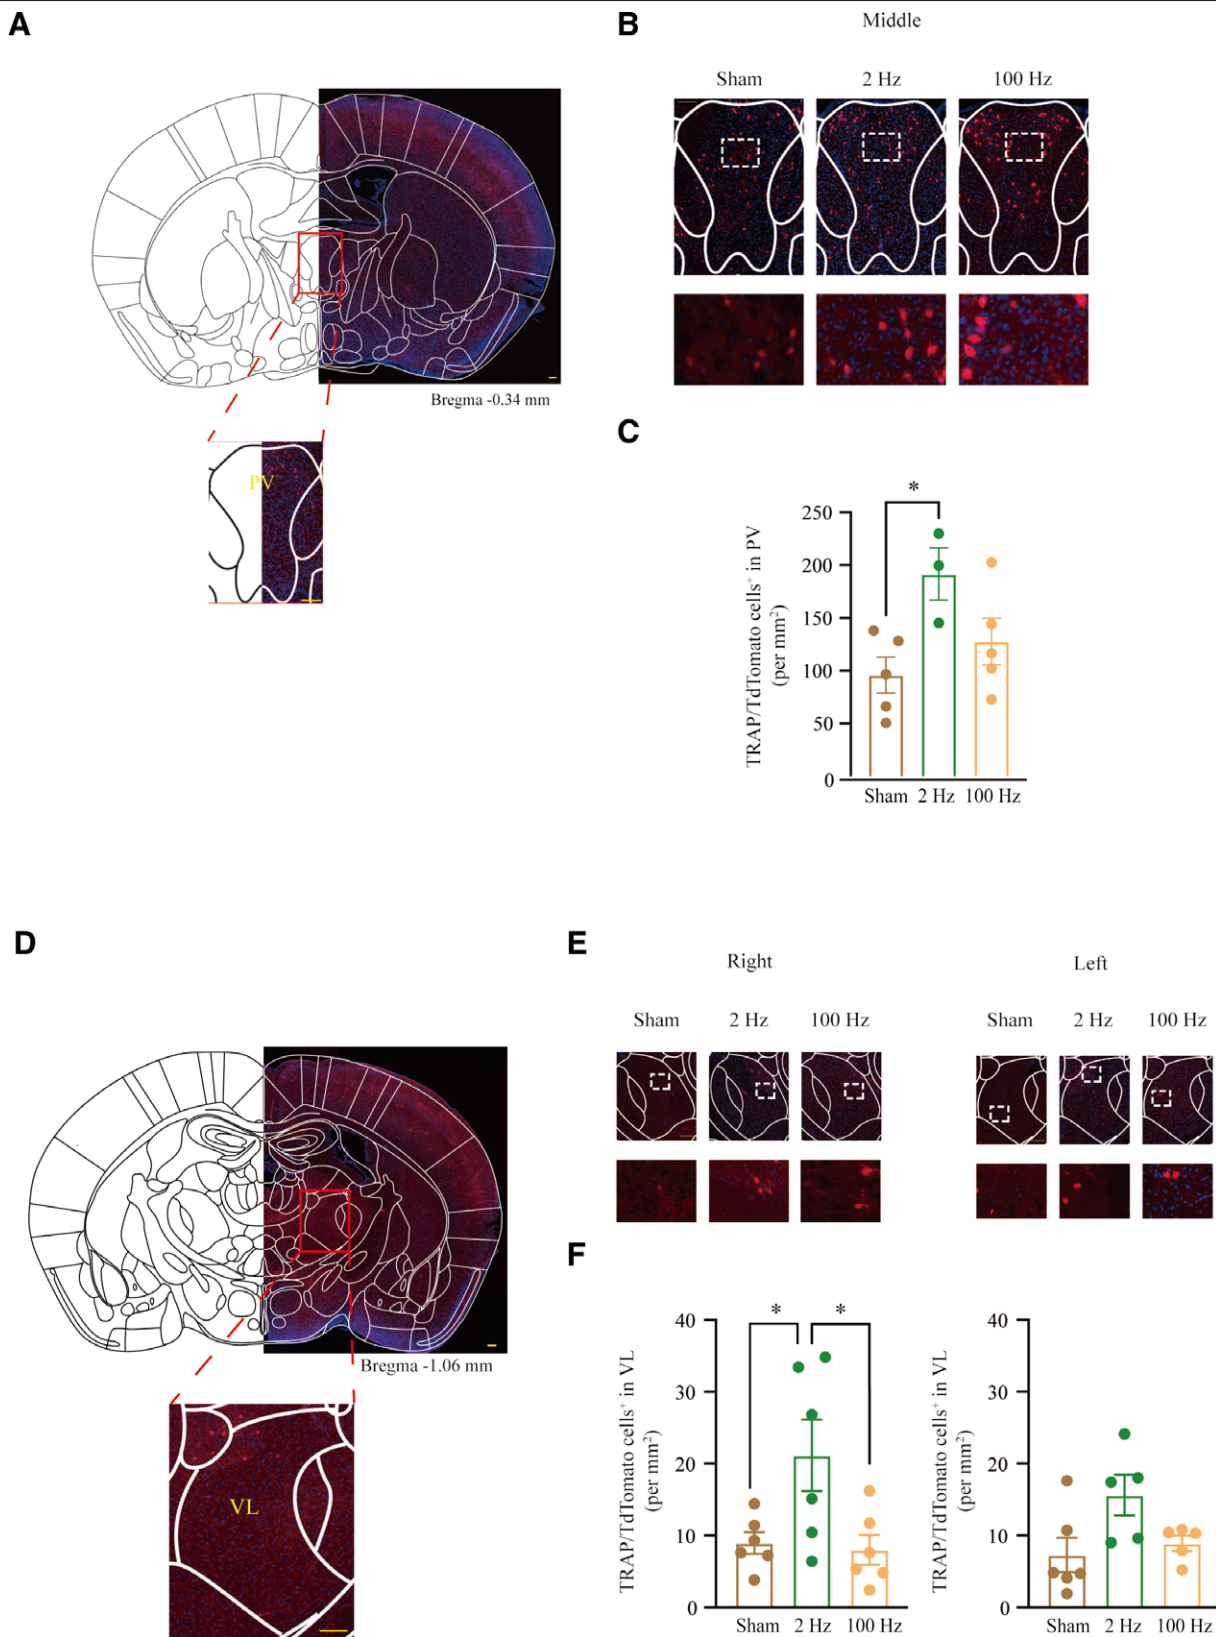 A
B
Middle
Sham 2 Hz 100 Hz
Bregma -0.34 mm
PV
C
*
TRAP/TdTomato cells⁺ in PV
(per mm²)
250
200
150
100
50
0
Sham 2 Hz 100 Hz
D
E
Right Left
Sham 2 Hz 100 Hz Sham 2 Hz 100 Hz
Bregma -1.06 mm
VL
F
* *
TRAP/TdTomato cells⁺ in VL
(per mm²)
40
30
20
10
0
Sham 2 Hz 100 Hz
TRAP/TdTomato cells⁺ in VL
(per mm²)
40
30
20
10
0
Sham 2 Hz 100 Hz